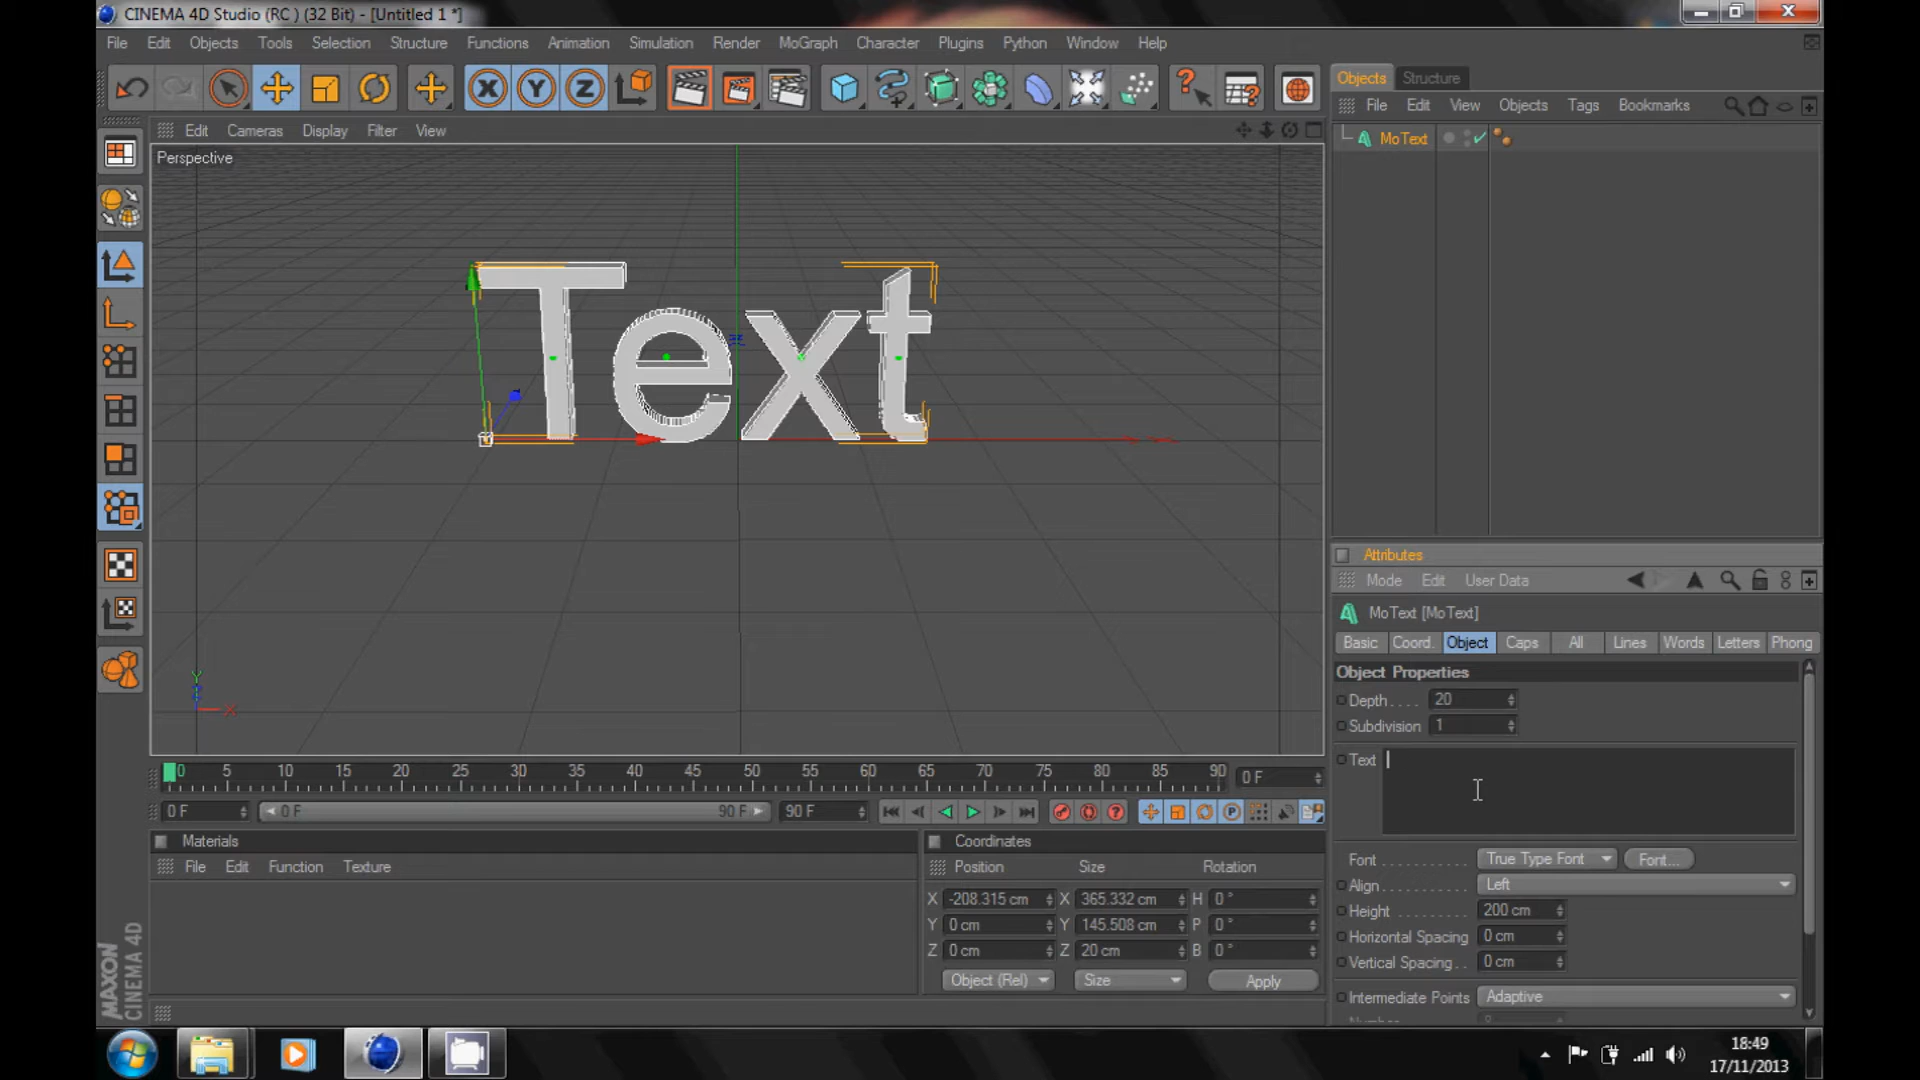 CINEMA 4D Studio (RC ) (32 Bit) - [Untitled 1 *]
File Edit Objects Tools Selection Structure Functions Animation Simulation Render MoGraph Character Plugins Python Window Help
X Y Z
Objects Structure
File Edit View Objects Tags Bookmarks
Edit Cameras Display Filter View
MoText
Perspective
Text
Y
Z
X
Attributes
Mode Edit User Data
MoText [MoText]
Basic Coord. Object Caps All Lines Words Letters Phong
Object Properties
Depth . . . . 20
Subdivision 1
Text
Font . . . . . . . . . . . True Type Font Font...
Align. . . . . . . . . . . Left
Height . . . . . . . . . 200 cm
Horizontal Spacing 0 cm
Vertical Spacing . . 0 cm
Intermediate Points Adaptive
0 5 10 15 20 25 30 35 40 45 50 55 60 65 70 75 80 85 90 0 F
0 F 0 F 90 F 90 F
Materials
File Edit Function Texture
Coordinates
Position Size Rotation
X -208.315 cm X 365.332 cm H 0 °
Y 0 cm Y 145.508 cm P 0 °
Z 0 cm Z 20 cm B 0 °
Object (Rel) Size Apply
MAXON
CINEMA 4D
18:49
17/11/2013